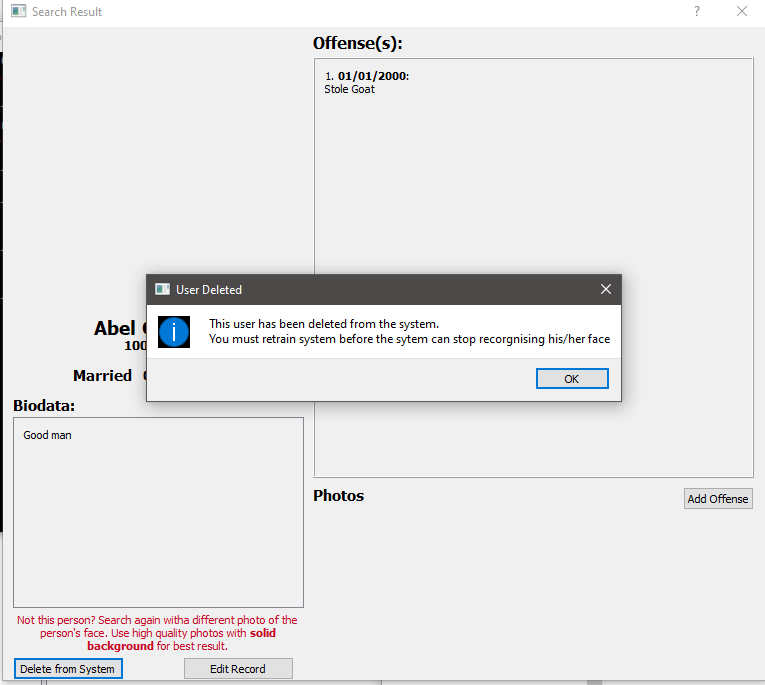 Search Result
Offense(s):
1. 01/01/2000:
Stole Goat
User Deleted
This user has been deleted from the system.
You must retrain system before the sytem can stop recorgnising his/her face
OK
Abel
100
Married
Biodata:
Good man
Photos
Add Offense
Not this person? Search again witha different photo of the
person's face. Use high quality photos with solid
background for best result.
Delete from System
Edit Record